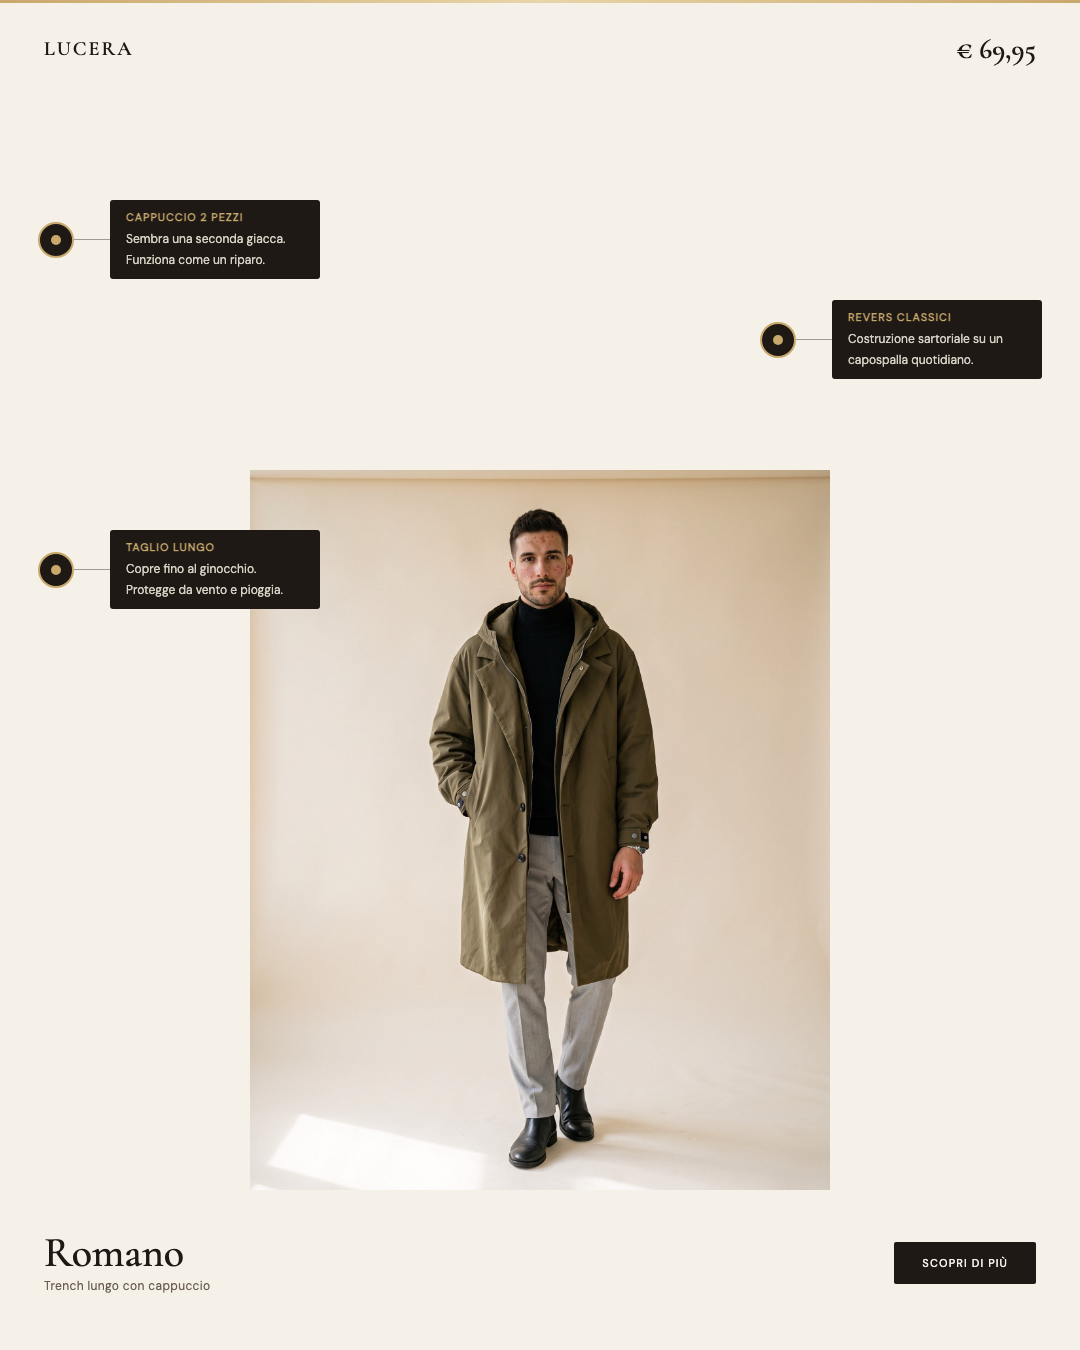 LUCERA
€ 69,95
CAPPUCCIO 2 PEZZI
Sembra una seconda giacca.
Funziona come un riparo.
REVERS CLASSICI
Costruzione sartoriale su un
capospalla quotidiano.
TAGLIO LUNGO
Copre fino al ginocchio.
Protegge da vento e pioggia.
Romano
Trench lungo con cappuccio
SCOPRI DI PIÙ